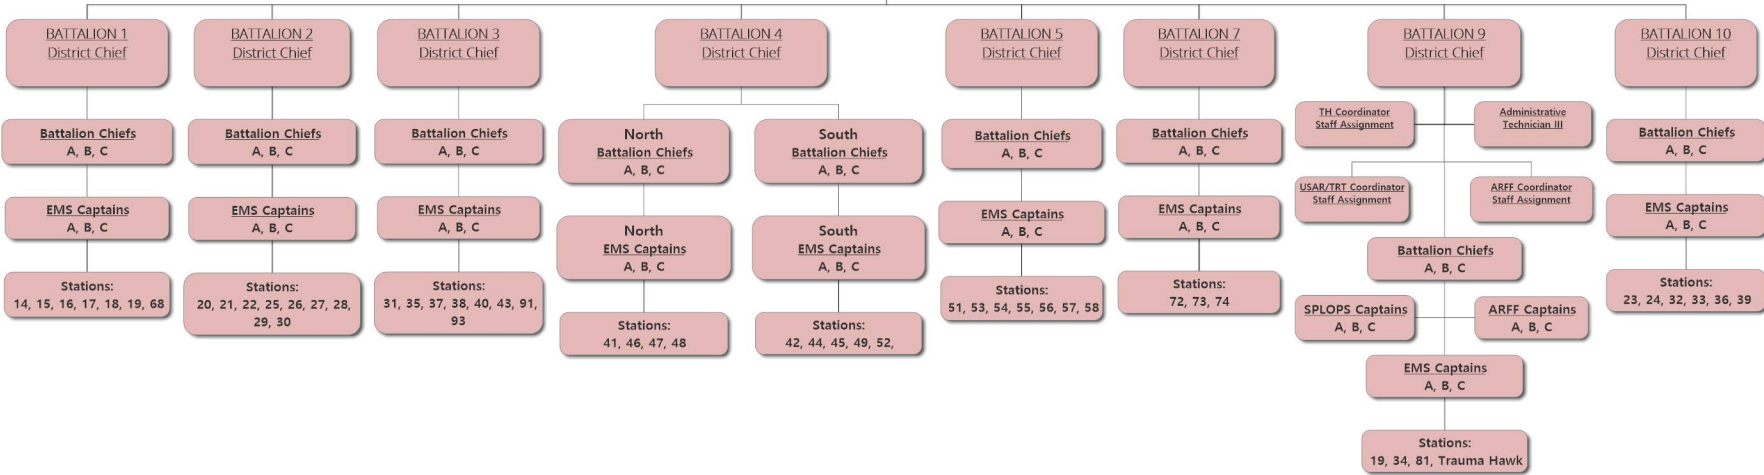 BATTALION 1
District Chief
Battalion Chiefs
A, B, C
EMS Captains
A, B, C
Stations:
14, 15, 16, 17, 18, 19, 68
BATTALION 2
District Chief
Battalion Chiefs
A, B, C
EMS Captains
A, B, C
Stations:
20, 21, 22, 25, 26, 27, 28,
29, 30
BATTALION 3
District Chief
Battalion Chiefs
A, B, C
EMS Captains
A, B, C
Stations:
31, 35, 37, 38, 40, 43, 91,
93
BATTALION 4
District Chief
North
Battalion Chiefs
A, B, C
North
EMS Captains
A, B, C
Stations:
41, 46, 47, 48
South
Battalion Chiefs
A, B, C
South
EMS Captains
A, B, C
Stations:
42, 44, 45, 49, 52,
BATTALION 5
District Chief
Battalion Chiefs
A, B, C
EMS Captains
A, B, C
Stations:
51, 53, 54, 55, 56, 57, 58
BATTALION 7
District Chief
Battalion Chiefs
A, B, C
EMS Captains
A, B, C
Stations:
72, 73, 74
BATTALION 9
District Chief
TH Coordinator
Staff Assignment
Administrative
Technician III
USAR/TRT Coordinator
Staff Assignment
ARFF Coordinator
Staff Assignment
Battalion Chiefs
A, B, C
SPLOPS Captains
A, B, C
ARFF Captains
A, B, C
EMS Captains
A, B, C
Stations:
19, 34, 81, Trauma Hawk
BATTALION 10
District Chief
Battalion Chiefs
A, B, C
EMS Captains
A, B, C
Stations:
23, 24, 32, 33, 36, 39